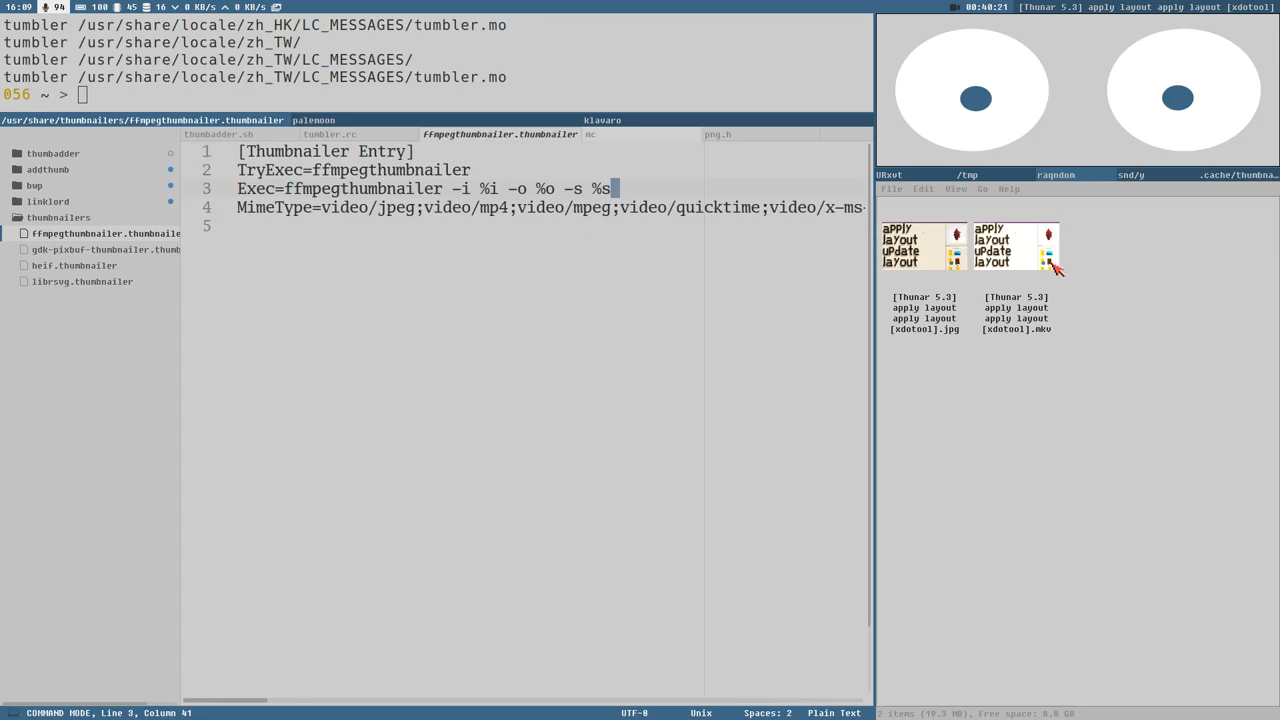 16:09 94 100 45 16 0 KB/s 0 KB/s 00:40:21 [Thunar 5.3] apply layout apply layout [xdotool]
tumbler /usr/share/locale/zh_HK/LC_MESSAGES/tumbler.mo
tumbler /usr/share/locale/zh_TW/
tumbler /usr/share/locale/zh_TW/LC_MESSAGES/
tumbler /usr/share/locale/zh_TW/LC_MESSAGES/tumbler.mo
056 ~ >
/usr/share/thumbnailers/ffmpegthumbnailer.thumbnailer palemoon klavaro
thumbadder.sh tumbler.rc ffmpegthumbnailer.thumbnailer mc png.h
thumbadder
addthumb
bup
linklord
thumbnailers
ffmpegthumbnailer.thumbnaile
gdk-pixbuf-thumbnailer.thumb
heif.thumbnailer
librsvg.thumbnailer
1 [Thumbnailer Entry]
2 TryExec=ffmpegthumbnailer
3 Exec=ffmpegthumbnailer -i %i -o %o -s %s
4 MimeType=video/jpeg;video/mp4;video/mpeg;video/quicktime;video/x-ms-
5
URxvt /tmp raqndom snd/y .cache/thumbna...
File Edit View Go Help
apply
layout
update
layout
apply
layout
update
layout
[Thunar 5.3]
apply layout
apply layout
[xdotool].jpg
[Thunar 5.3]
apply layout
apply layout
[xdotool].mkv
COMMAND MODE, Line 3, Column 41 UTF-8 Unix Spaces: 2 Plain Text
2 items (19.3 MB), Free space: 8.0 GB